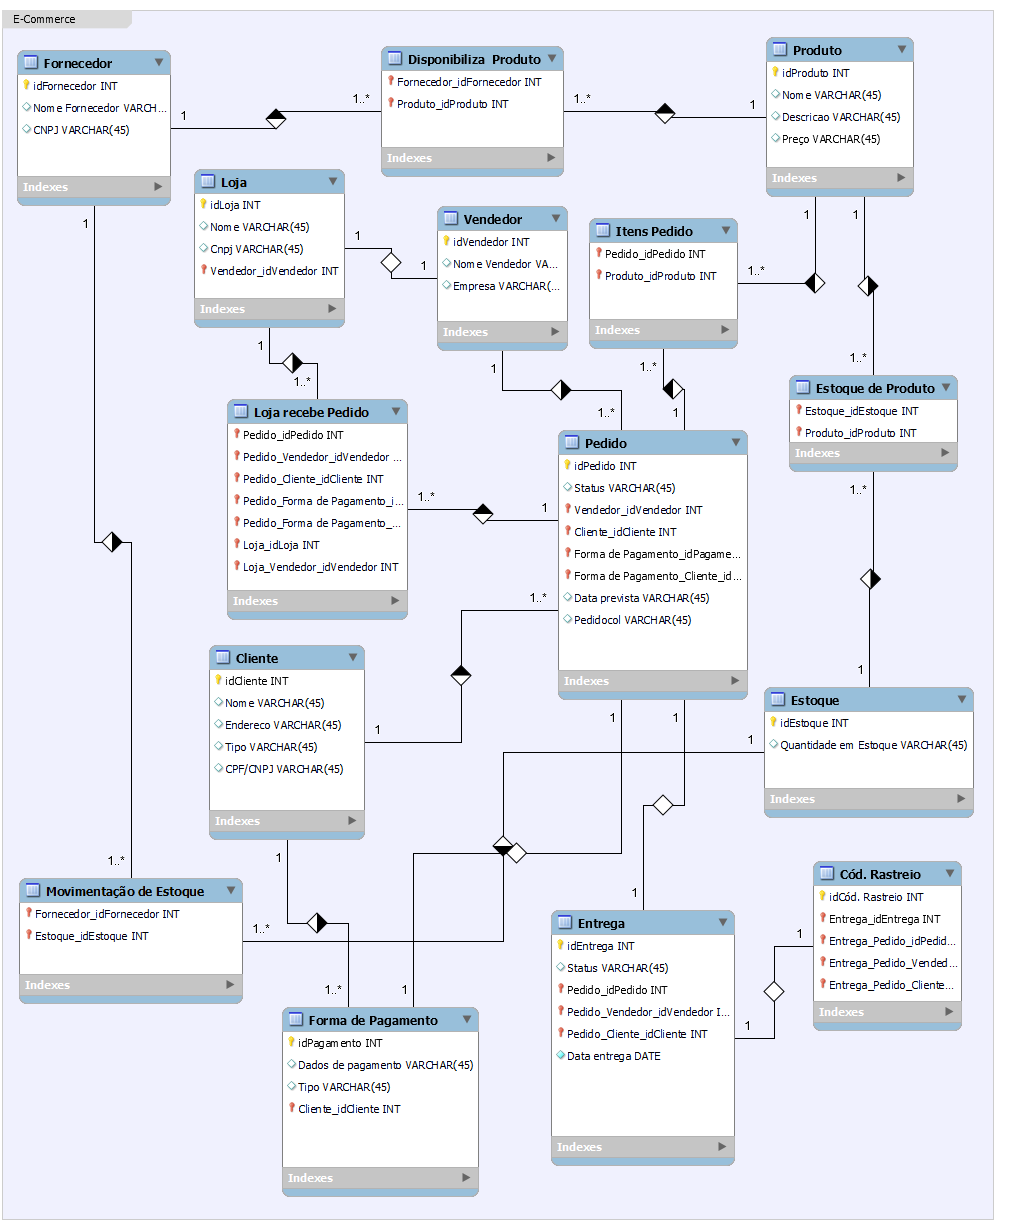 E-Commerce
Fornecedor
idFornecedor INT
Nome Fornecedor VARCH...
CNPJ VARCHAR(45)
Indexes
1
1..*
Disponibiliza Produto
Fornecedor_idFornecedor INT
Produto_idProduto INT
Indexes
1..*
1
Produto
idProduto INT
Nome VARCHAR(45)
Descricao VARCHAR(45)
Preço VARCHAR(45)
Indexes
1
1
1
Loja
idLoja INT
Nome VARCHAR(45)
Cnpj VARCHAR(45)
Vendedor_idVendedor INT
Indexes
1
1
1
1..*
Vendedor
idVendedor INT
Nome Vendedor VA...
Empresa VARCHAR(...
Indexes
1
1..*
Itens Pedido
Pedido_idPedido INT
Produto_idProduto INT
Indexes
1..*
1..*
1
1..*
Estoque de Produto
Estoque_idEstoque INT
Produto_idProduto INT
Indexes
1..*
1
Loja recebe Pedido
Pedido_idPedido INT
Pedido_Vendedor_idVendedor ...
Pedido_Cliente_idCliente INT
Pedido_Forma de Pagamento_i...
Pedido_Forma de Pagamento_...
Loja_idLoja INT
Loja_Vendedor_idVendedor INT
Indexes
1..*
1
Pedido
idPedido INT
Status VARCHAR(45)
Vendedor_idVendedor INT
Cliente_idCliente INT
Forma de Pagamento_idPagame...
Forma de Pagamento_Cliente_id...
Data prevista VARCHAR(45)
Pedidocol VARCHAR(45)
Indexes
1..*
1
1
Cliente
idCliente INT
Nome VARCHAR(45)
Endereco VARCHAR(45)
Tipo VARCHAR(45)
CPF/CNPJ VARCHAR(45)
Indexes
1
1
Estoque
idEstoque INT
Quantidade em Estoque VARCHAR(45)
Indexes
1
1..*
Movimentação de Estoque
Fornecedor_idFornecedor INT
Estoque_idEstoque INT
Indexes
1..*
1..*
1
Forma de Pagamento
idPagamento INT
Dados de pagamento VARCHAR(45)
Tipo VARCHAR(45)
Cliente_idCliente INT
Indexes
1
Entrega
idEntrega INT
Status VARCHAR(45)
Pedido_idPedido INT
Pedido_Vendedor_idVendedor I...
Pedido_Cliente_idCliente INT
Data entrega DATE
Indexes
1
1
Cód. Rastreio
idCód. Rastreio INT
Entrega_idEntrega INT
Entrega_Pedido_idPedid...
Entrega_Pedido_Vended...
Entrega_Pedido_Cliente...
Indexes